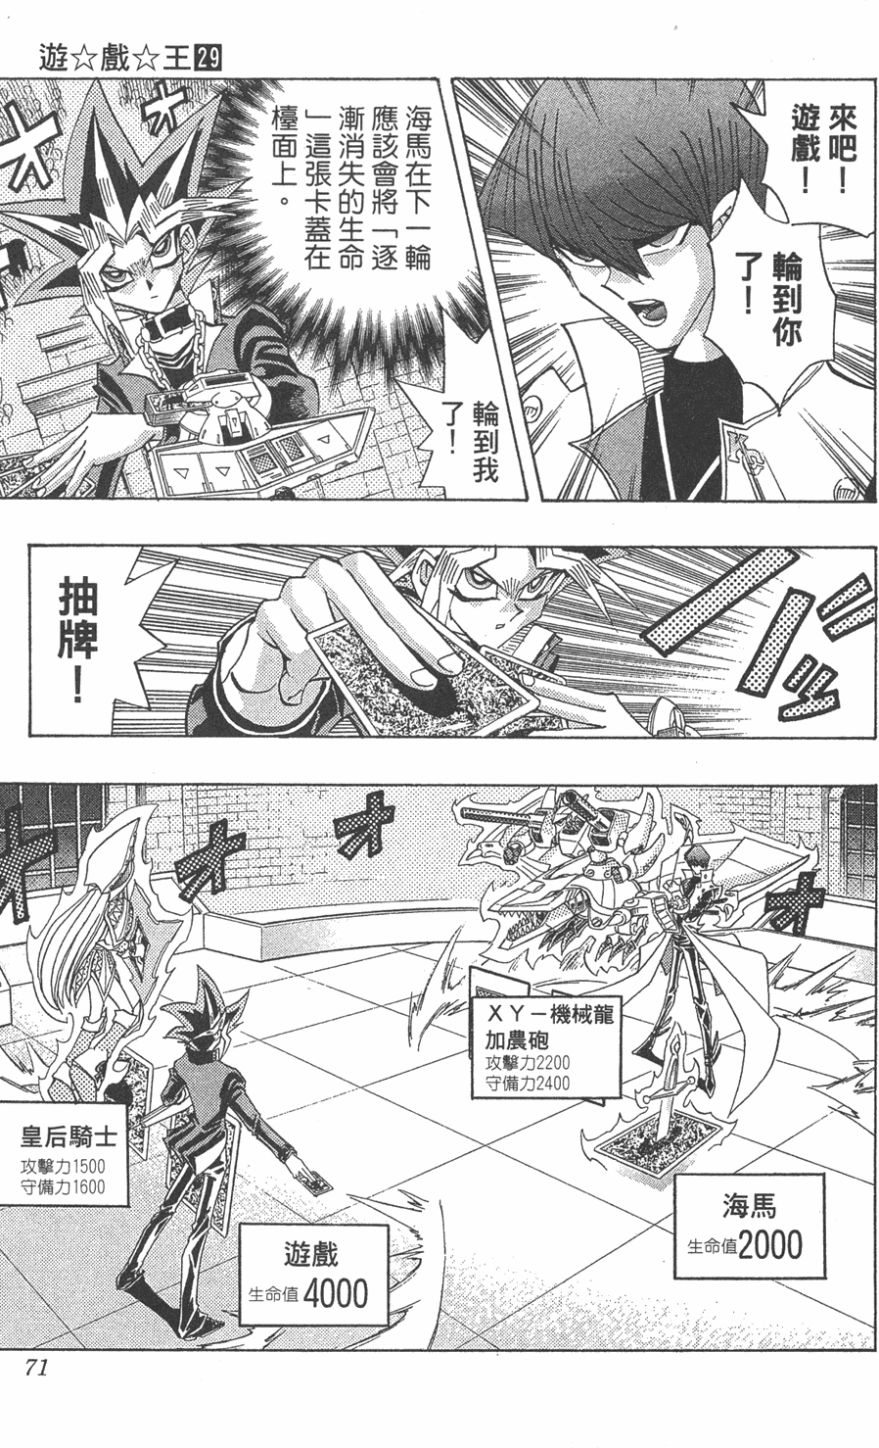 遊☆戲☆王29
來吧！
遊戲！
輪到你
了！
海馬在下一輪
應該會將「逐
漸消失的生命
」這張卡蓋在
檯面上。
輪到我
了！
抽牌！
ＸＹ－機械龍
加農砲
攻擊力2200
守備力2400
皇后騎士
攻擊力1500
守備力1600
海馬
生命值2000
遊戲
生命值4000
71